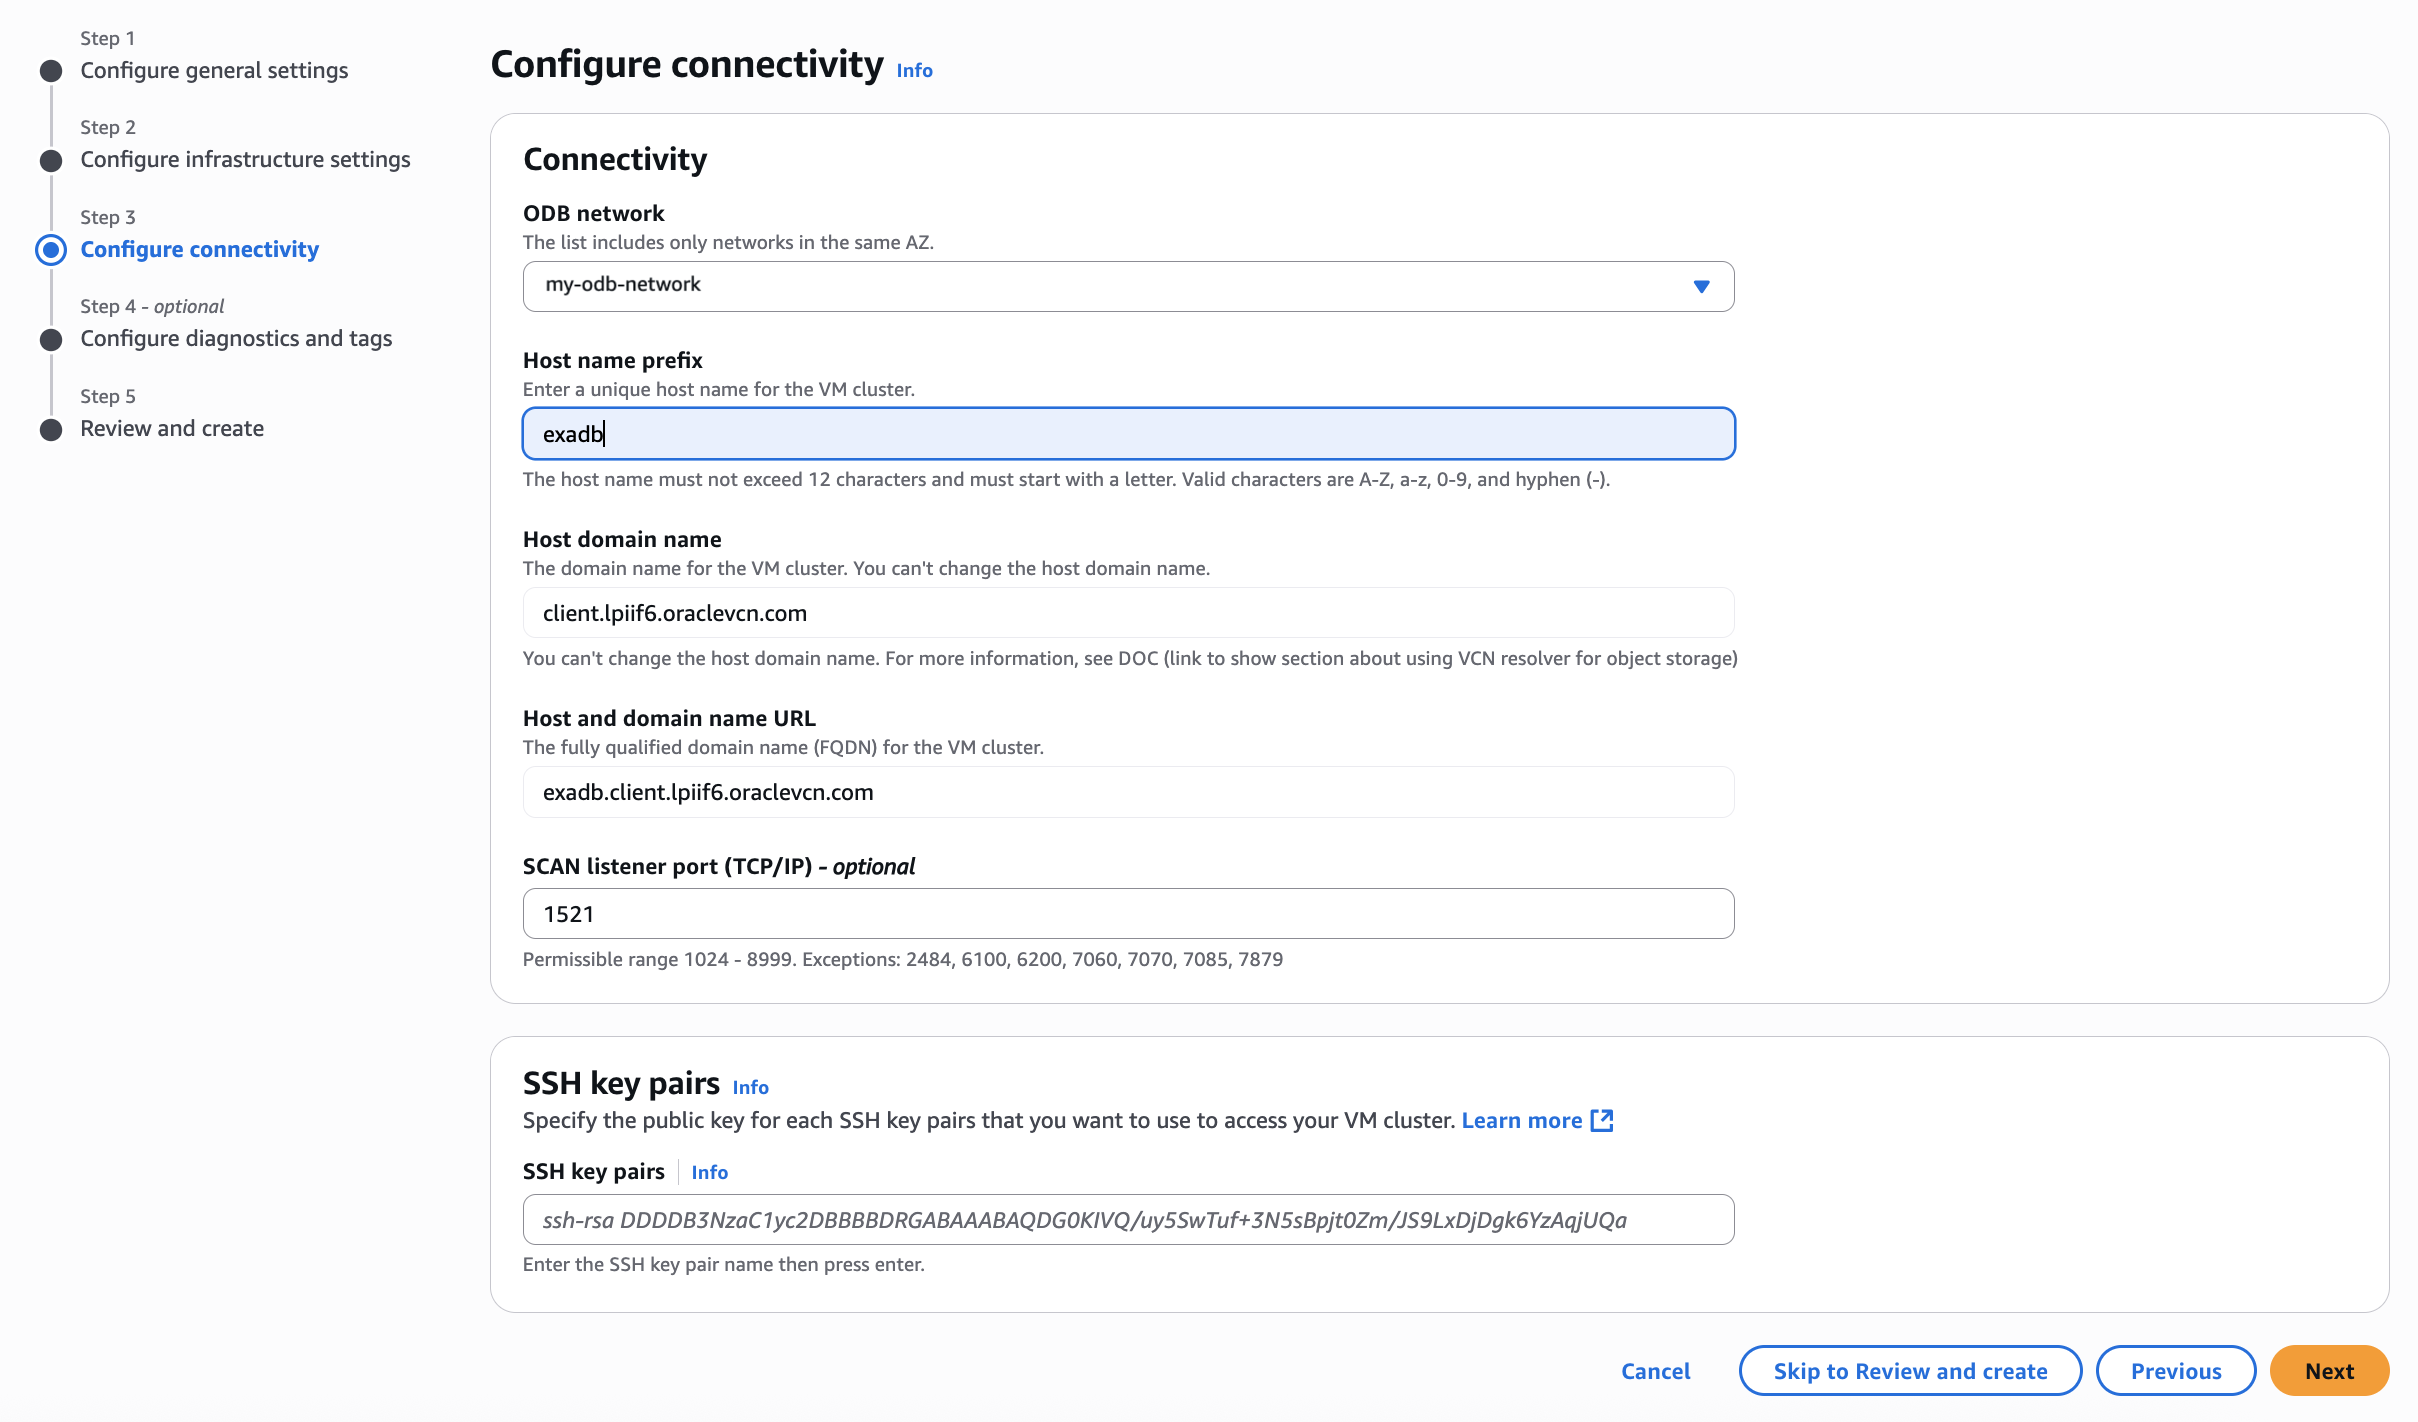 Step 1
Configure general settings
Step 2
Configure infrastructure settings
Step 3
Configure connectivity
Step 4 - optional
Configure diagnostics and tags
Step 5
Review and create
Configure connectivity Info
Connectivity
ODB network
The list includes only networks in the same AZ.
my-odb-network
Host name prefix
Enter a unique host name for the VM cluster.
exadb
The host name must not exceed 12 characters and must start with a letter. Valid characters are A-Z, a-z, 0-9, and hyphen (-).
Host domain name
The domain name for the VM cluster. You can't change the host domain name.
client.lpiif6.oraclevcn.com
You can't change the host domain name. For more information, see DOC (link to show section about using VCN resolver for object storage)
Host and domain name URL
The fully qualified domain name (FQDN) for the VM cluster.
exadb.client.lpiif6.oraclevcn.com
SCAN listener port (TCP/IP) - optional
1521
Permissible range 1024 - 8999. Exceptions: 2484, 6100, 6200, 7060, 7070, 7085, 7879
SSH key pairs Info
Specify the public key for each SSH key pairs that you want to use to access your VM cluster. Learn more
SSH key pairs Info
ssh-rsa DDDDB3NzaC1yc2DBBBBDRGABAAABAQDG0KIVQ/uy5SwTuf+3N5sBpjt0Zm/JS9LxDjDgk6YzAqjUQa
Enter the SSH key pair name then press enter.
Cancel Skip to Review and create Previous Next